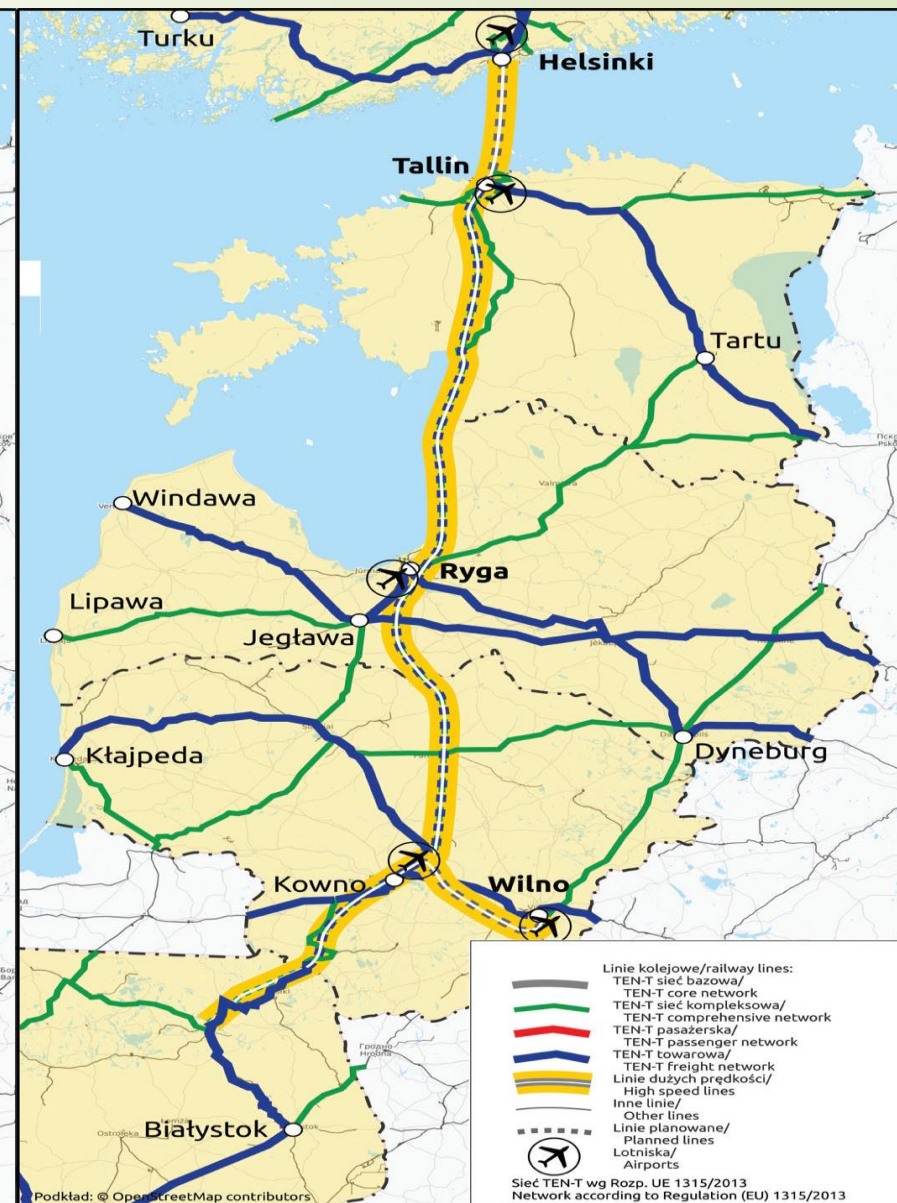 Turku
Helsinki
Tallin
Tartu
Windawa
Valmiera
Ryga
Lipawa
Jegława
Kłajpeda
Dyneburg
Kowno
Wilno
Гродно
Hrodna
Białystok
Linie kolejowe/railway lines:
TEN-T sieć bazowa/
TEN-T core network
TEN-T sieć kompleksowa/
TEN-T comprehensive network
TEN-T pasażerska/
TEN-T passenger network
TEN-T towarowa/
TEN-T freight network
Linie dużych prędkości/
High speed lines
Inne linie/
Other lines
Linie planowane/
Planned lines
Lotniska/
Airports
Sieć TEN-T wg Rozp. UE 1315/2013
Network according to Regulation (EU) 1315/2013
Podkład: © OpenStreetMap contributors